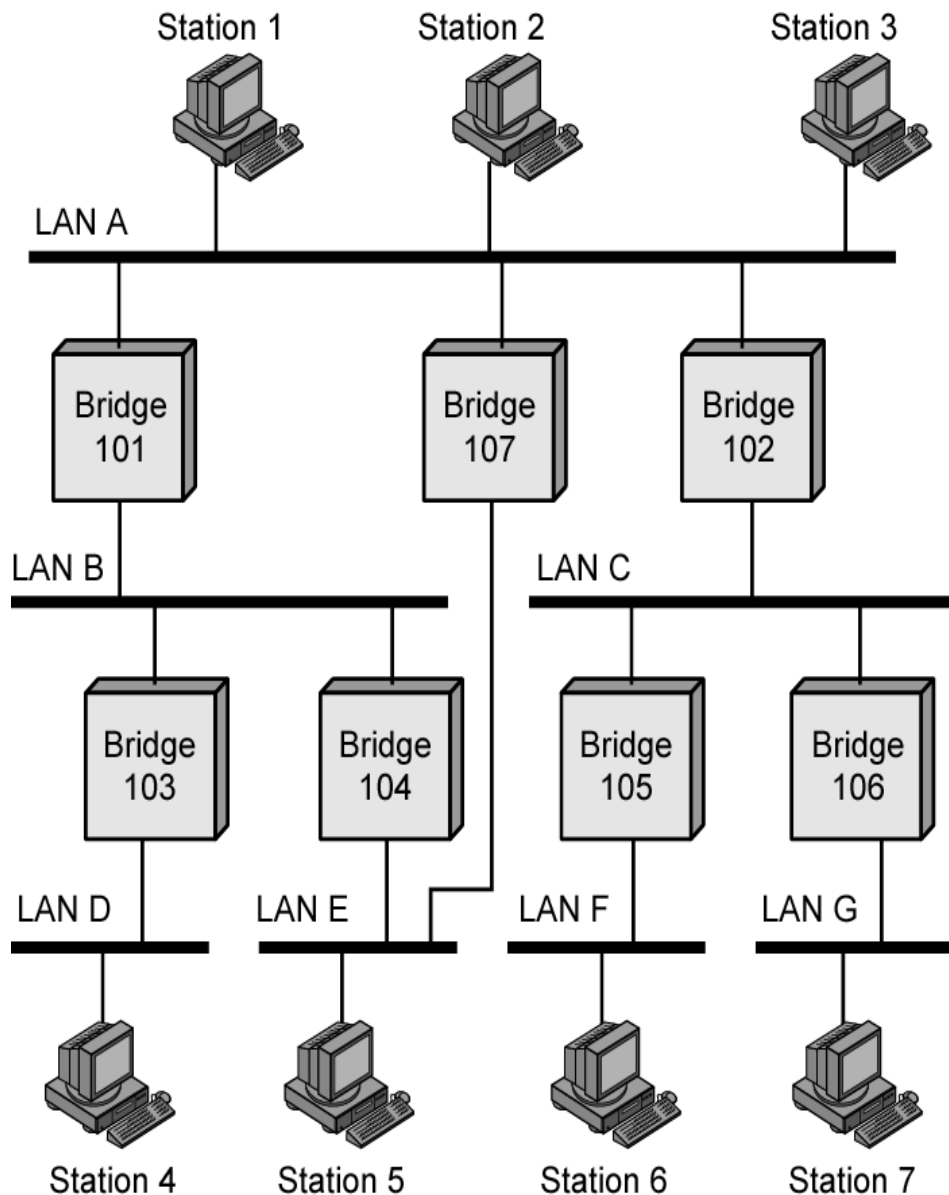 Station 1
Station 2
Station 3
LAN A
Bridge
101
Bridge
107
Bridge
102
LAN B
LAN C
Bridge
103
Bridge
104
Bridge
105
Bridge
106
LAN D
LAN E
LAN F
LAN G
Station 4
Station 5
Station 6
Station 7